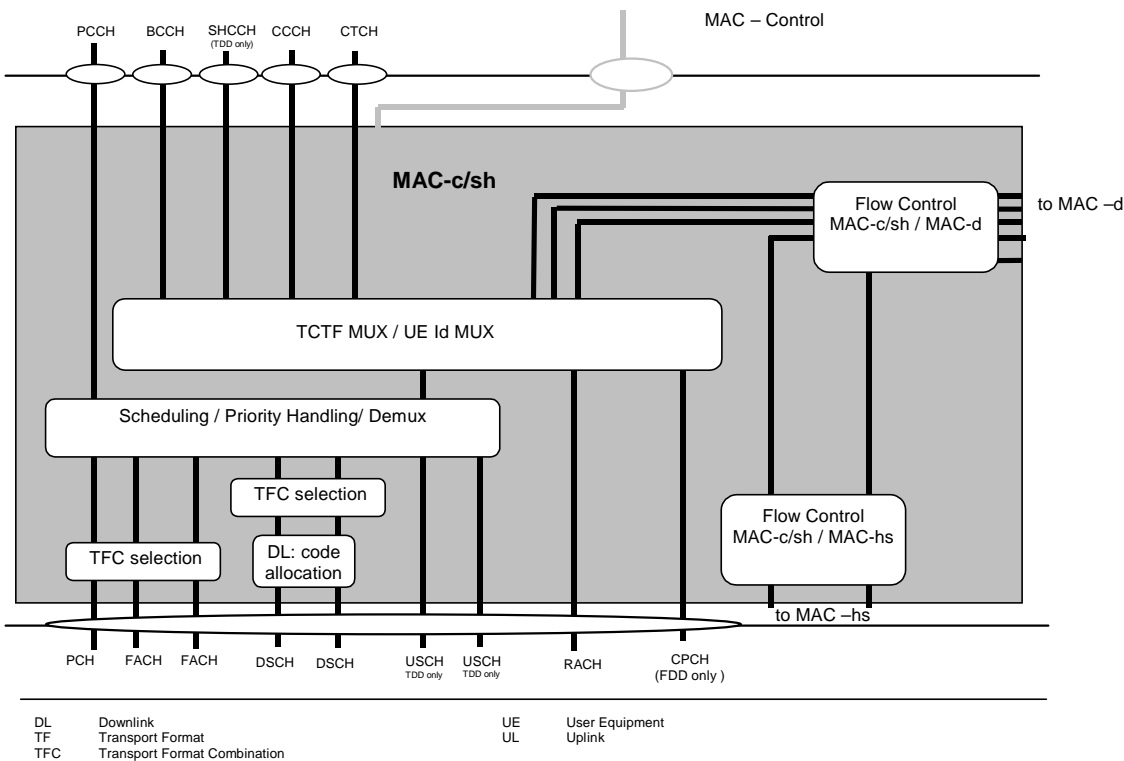 MAC – Control
PCCH
BCCH
SHCCH
(TDD only)
CCCH
CTCH
MAC-c/sh
Flow Control
MAC-c/sh / MAC-d
to MAC –d
TCTF MUX / UE Id MUX
Scheduling / Priority Handling/ Demux
TFC selection
Flow Control
MAC-c/sh / MAC-hs
TFC selection
DL: code
allocation
to MAC –hs
PCH
FACH
FACH
DSCH
DSCH
USCH
TDD only
USCH
TDD only
RACH
CPCH
(FDD only )
DL Downlink
TF Transport Format
TFC Transport Format Combination
UE User Equipment
UL Uplink